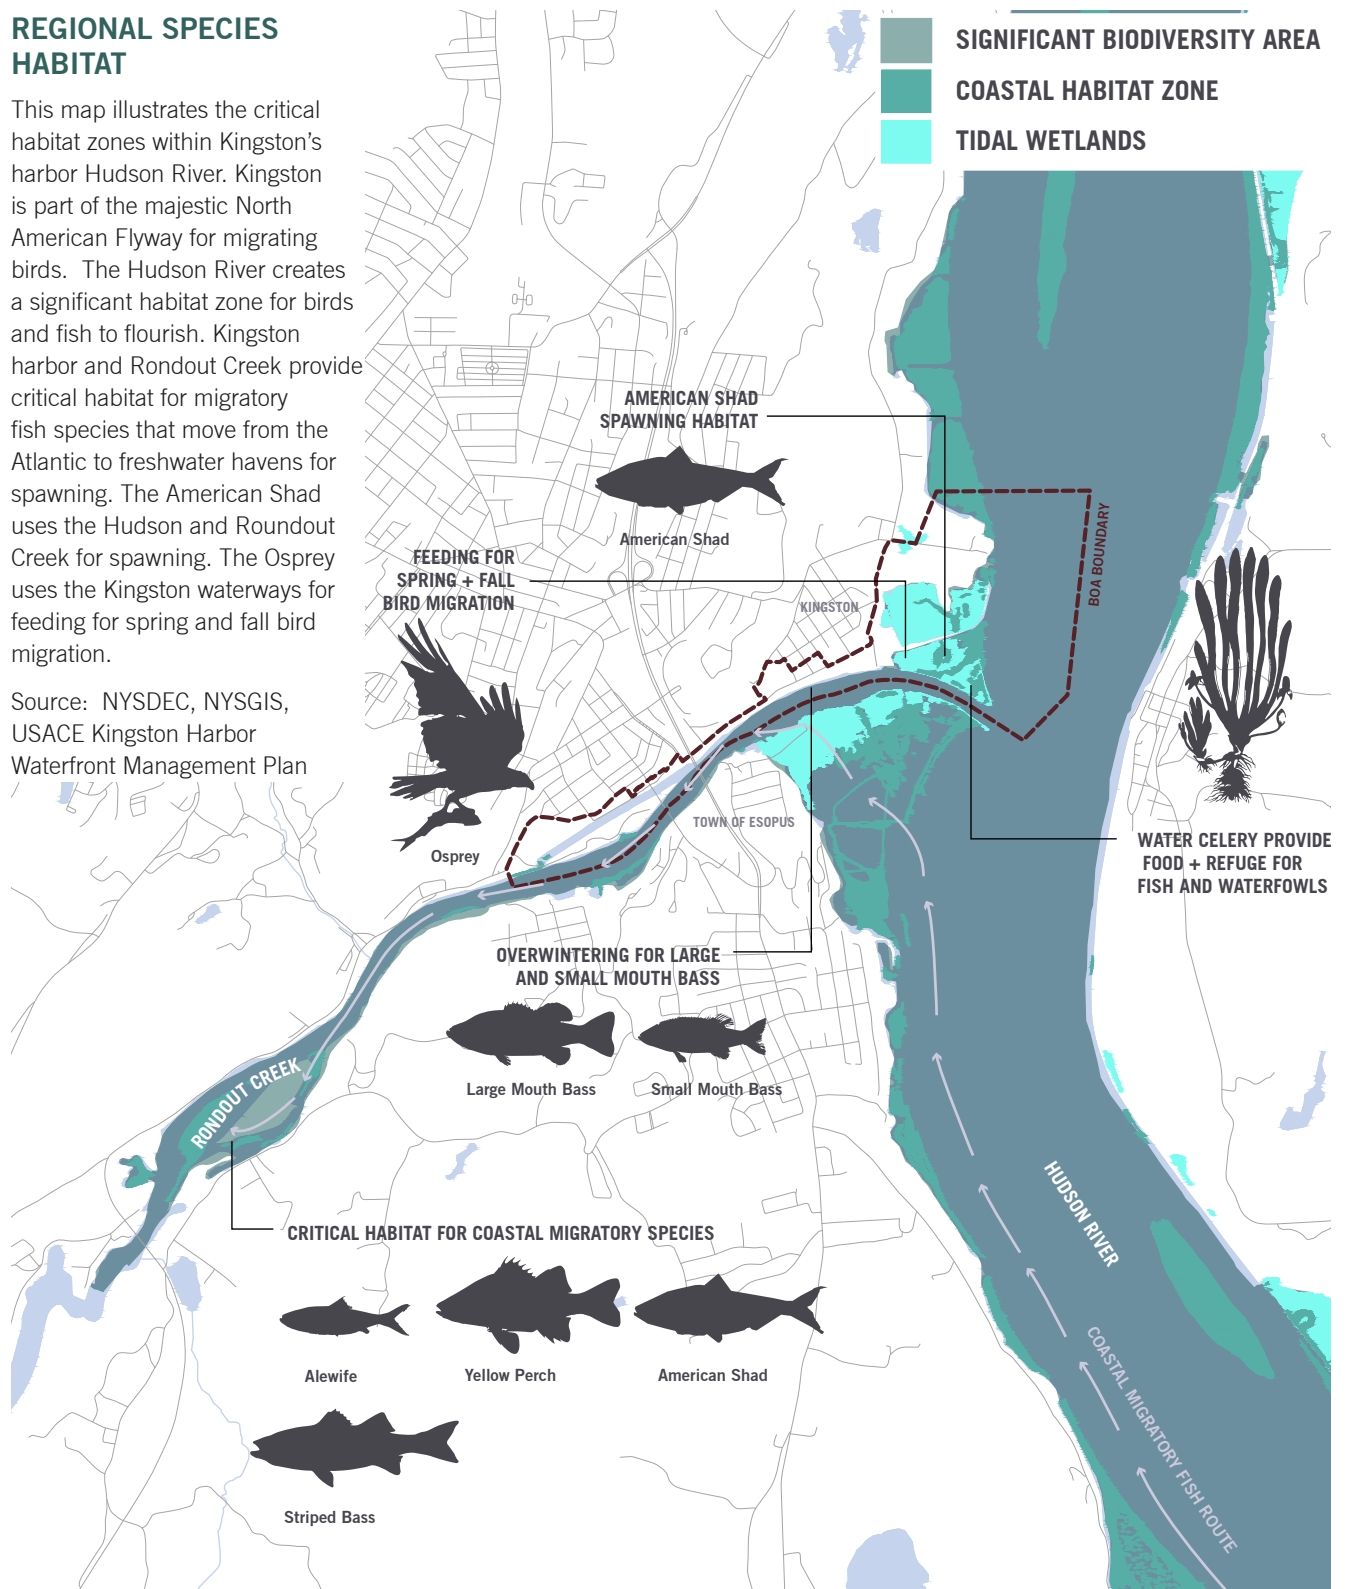 REGIONAL SPECIES
HABITAT
This map illustrates the critical
habitat zones within Kingston’s
harbor Hudson River. Kingston
is part of the majestic North
American Flyway for migrating
birds.  The Hudson River creates
a significant habitat zone for birds
and fish to flourish. Kingston
harbor and Rondout Creek provide
critical habitat for migratory
fish species that move from the
Atlantic to freshwater havens for
spawning. The American Shad
uses the Hudson and Roundout
Creek for spawning. The Osprey
uses the Kingston waterways for
feeding for spring and fall bird
migration.
Source:  NYSDEC, NYSGIS,
USACE Kingston Harbor
Waterfront Management Plan
SIGNIFICANT BIODIVERSITY AREA
COASTAL HABITAT ZONE
TIDAL WETLANDS
AMERICAN SHAD
SPAWNING HABITAT
American Shad
FEEDING FOR
SPRING + FALL
BIRD MIGRATION
Osprey
KINGSTON
BOA BOUNDARY
TOWN OF ESOPUS
WATER CELERY PROVIDE
FOOD + REFUGE FOR
FISH AND WATERFOWLS
OVERWINTERING FOR LARGE
AND SMALL MOUTH BASS
Large Mouth Bass
Small Mouth Bass
RONDOUT CREEK
HUDSON RIVER
CRITICAL HABITAT FOR COASTAL MIGRATORY SPECIES
Alewife
Yellow Perch
American Shad
Striped Bass
COASTAL MIGRATORY FISH ROUTE